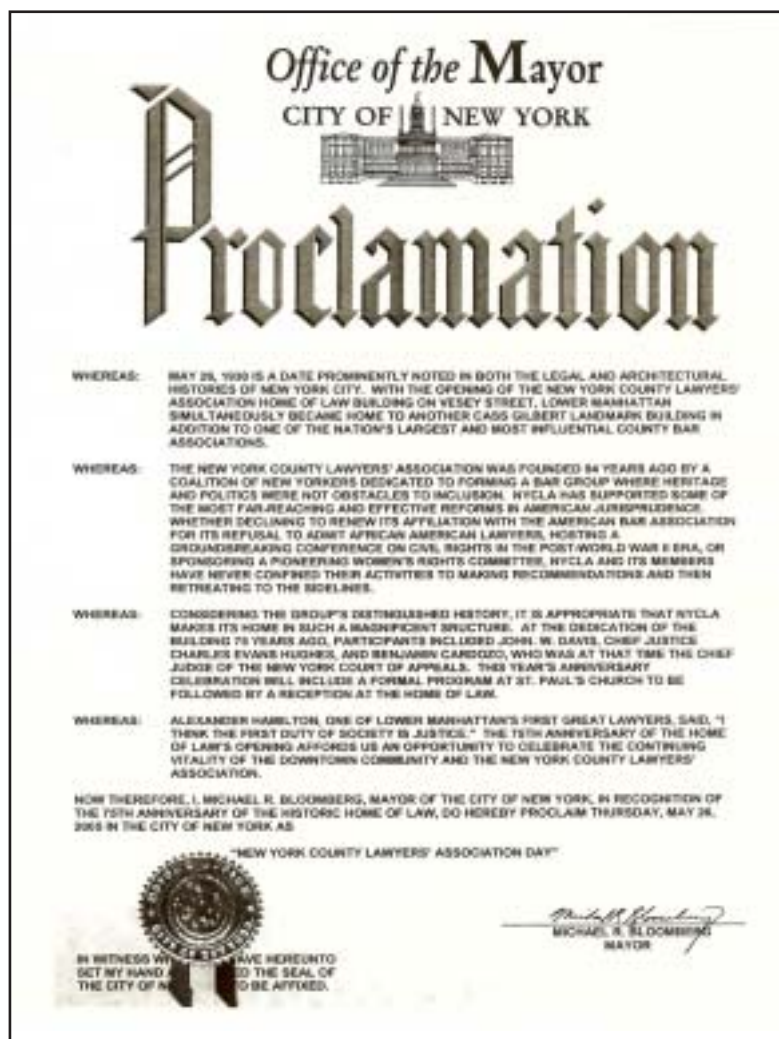 Office of the Mayor
CITY OF NEW YORK
Proclamation
WHEREAS: MAY 26, 1930 IS A DATE PROMINENTLY NOTED IN BOTH THE LEGAL AND ARCHITECTURAL
HISTORIES OF NEW YORK CITY. WITH THE OPENING OF THE NEW YORK COUNTY LAWYERS'
ASSOCIATION HOME OF LAW BUILDING ON VESEY STREET, LOWER MANHATTAN
SIMULTANEOUSLY BECAME HOME TO ANOTHER CASS GILBERT LANDMARK BUILDING IN
ADDITION TO ONE OF THE NATION'S LARGEST AND MOST INFLUENTIAL COUNTY BAR
ASSOCIATIONS.
WHEREAS: THE NEW YORK COUNTY LAWYERS' ASSOCIATION WAS FOUNDED YEARS AGO BY A
COALITION OF NEW YORKERS DEDICATED TO FORMING A BAR GROUP WHERE HERITAGE
AND POLITICS WERE NOT OBSTACLES TO INCLUSION. NYCLA HAS SUPPORTED SOME OF
THE MOST FAR-REACHING AND EFFECTIVE REFORMS IN AMERICAN JURISPRUDENCE.
WHETHER DECLINING TO RENEW ITS AFFILIATION WITH THE AMERICAN BAR ASSOCIATION
FOR ITS REFUSAL TO ADMIT AFRICAN AMERICAN LAWYERS, HOSTING A
GROUNDBREAKING CONFERENCE ON CIVIL RIGHTS IN THE POST-WORLD WAR II ERA, OR
SPONSORING A PIONEERING WOMEN'S RIGHTS COMMITTEE, NYCLA AND ITS MEMBERS
HAVE NEVER CONFINED THEIR ACTIVITIES TO MAKING RECOMMENDATIONS AND THEN
RETREATING TO THE SIDELINES.
WHEREAS: CONSIDERING THE GROUP'S DISTINGUISHED HISTORY, IT IS APPROPRIATE THAT NYCLA
MAKES ITS HOME IN SUCH A MAGNIFICENT SRUCTURE. AT THE DEDICATION OF THE
BUILDING 75 YEARS AGO, PARTICIPANTS INCLUDED JOHN. W. DAVIS, CHIEF JUSTICE
CHARLES EVANS HUGHES, AND BENJAMIN CARDOZO, WHO WAS AT THAT TIME THE CHIEF
JUDGE OF THE NEW YORK COURT OF APPEALS. THIS YEAR'S ANNIVERSARY
CELEBRATION WILL INCLUDE A FORMAL PROGRAM AT ST. PAUL'S CHURCH TO BE
FOLLOWED BY A RECEPTION AT THE HOME OF LAW.
WHEREAS: ALEXANDER HAMILTON, ONE OF LOWER MANHATTAN'S FIRST GREAT LAWYERS, SAID, "I
THINK THE FIRST DUTY OF SOCIETY IS JUSTICE." THE 75TH ANNIVERSARY OF THE HOME
OF LAW'S OPENING AFFORDS US AN OPPORTUNITY TO CELEBRATE THE CONTINUING
VITALITY OF THE DOWNTOWN COMMUNITY AND THE NEW YORK COUNTY LAWYERS'
ASSOCIATION.
NOW THEREFORE, I, MICHAEL R. BLOOMBERG, MAYOR OF THE CITY OF NEW YORK, IN RECOGNITION OF
THE 75TH ANNIVERSARY OF THE HISTORIC HOME OF LAW, DO HEREBY PROCLAIM THURSDAY, MAY 26,
2005 IN THE CITY OF NEW YORK AS
"NEW YORK COUNTY LAWYERS' ASSOCIATION DAY"
MICHAEL R. BLOOMBERG
MAYOR
IN WITNESS HAVE HEREUNTO
SET MY HAND THE SEAL OF
THE CITY OF TO BE AFFIXED.